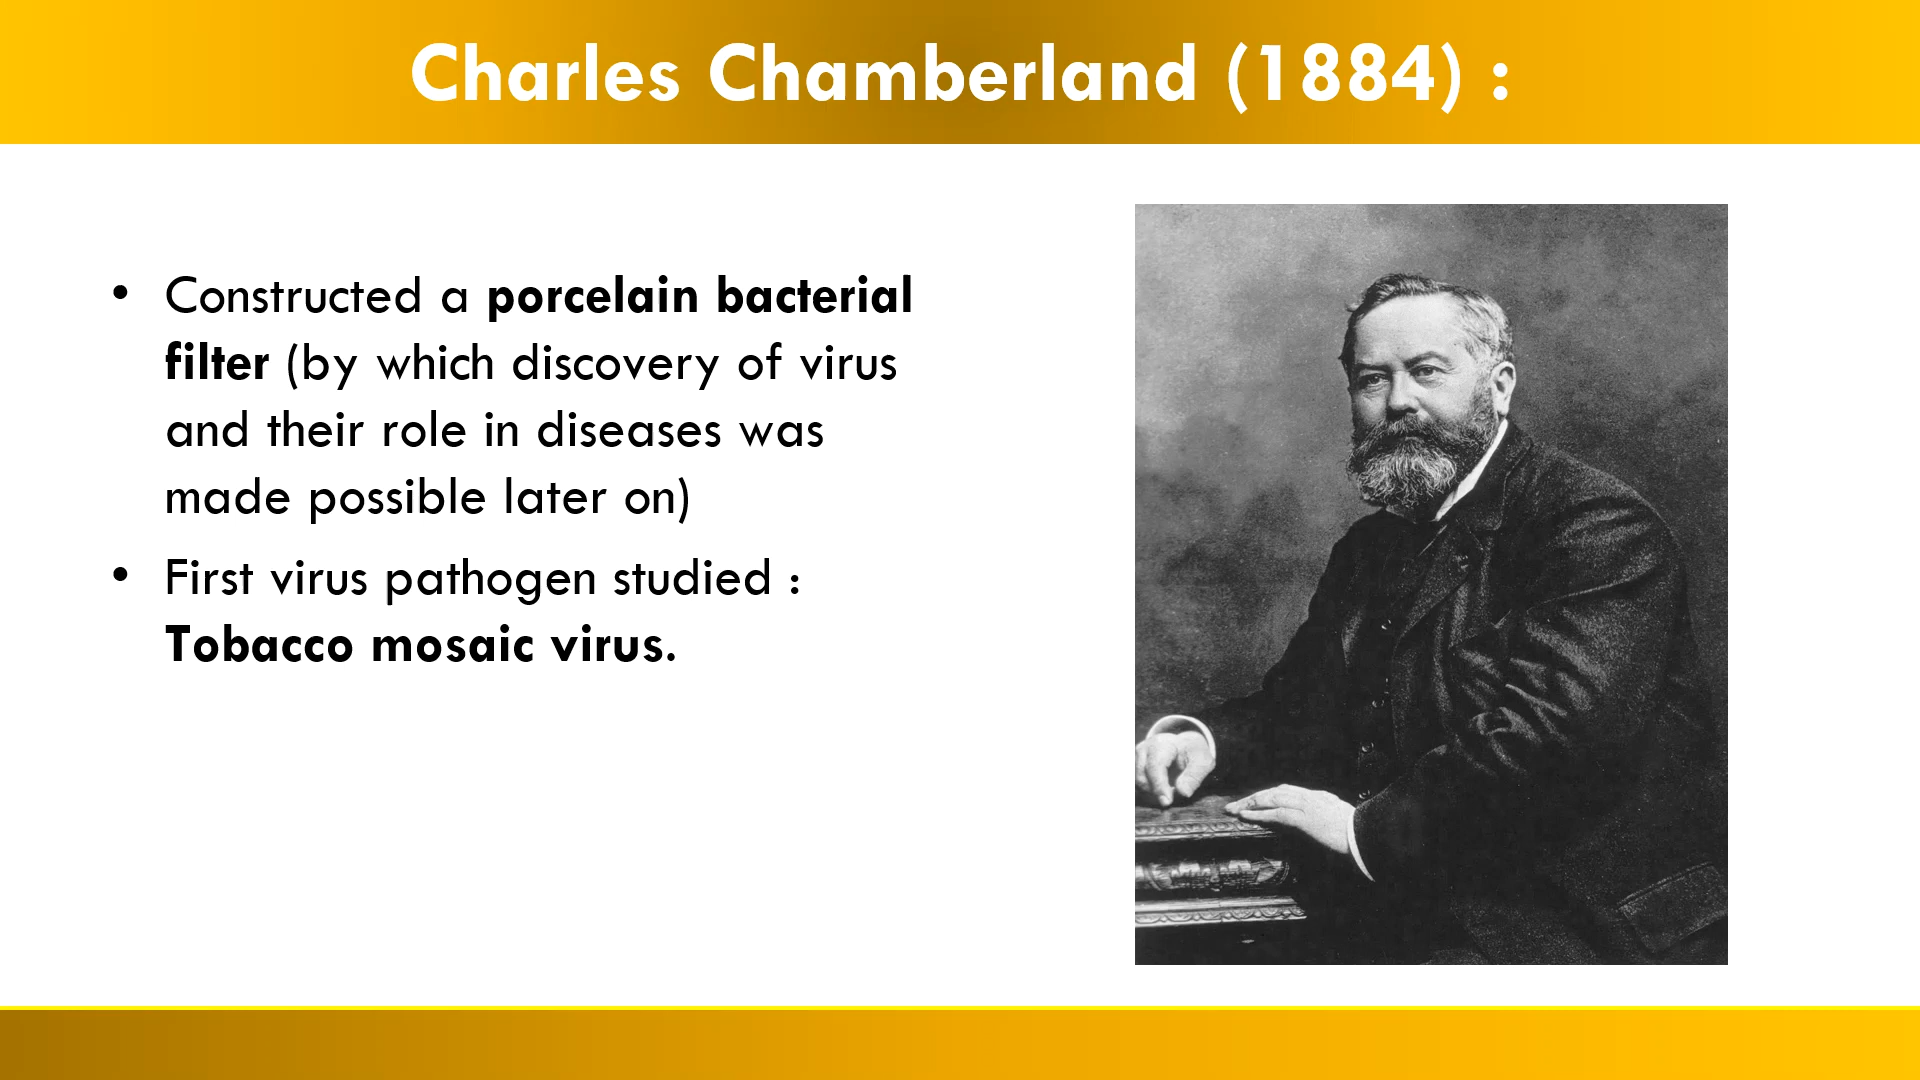 Charles Chamberland (1884) :
• Constructed a porcelain bacterial
filter (by which discovery of virus
and their role in diseases was
made possible later on)
• First virus pathogen studied :
Tobacco mosaic virus.